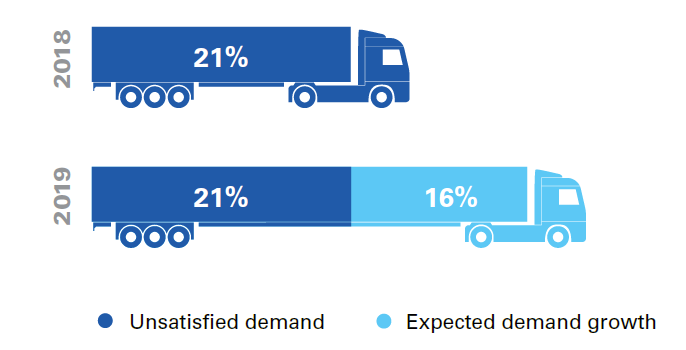 2018
21%
2019
21%
16%
Unsatisfied demand
Expected demand growth